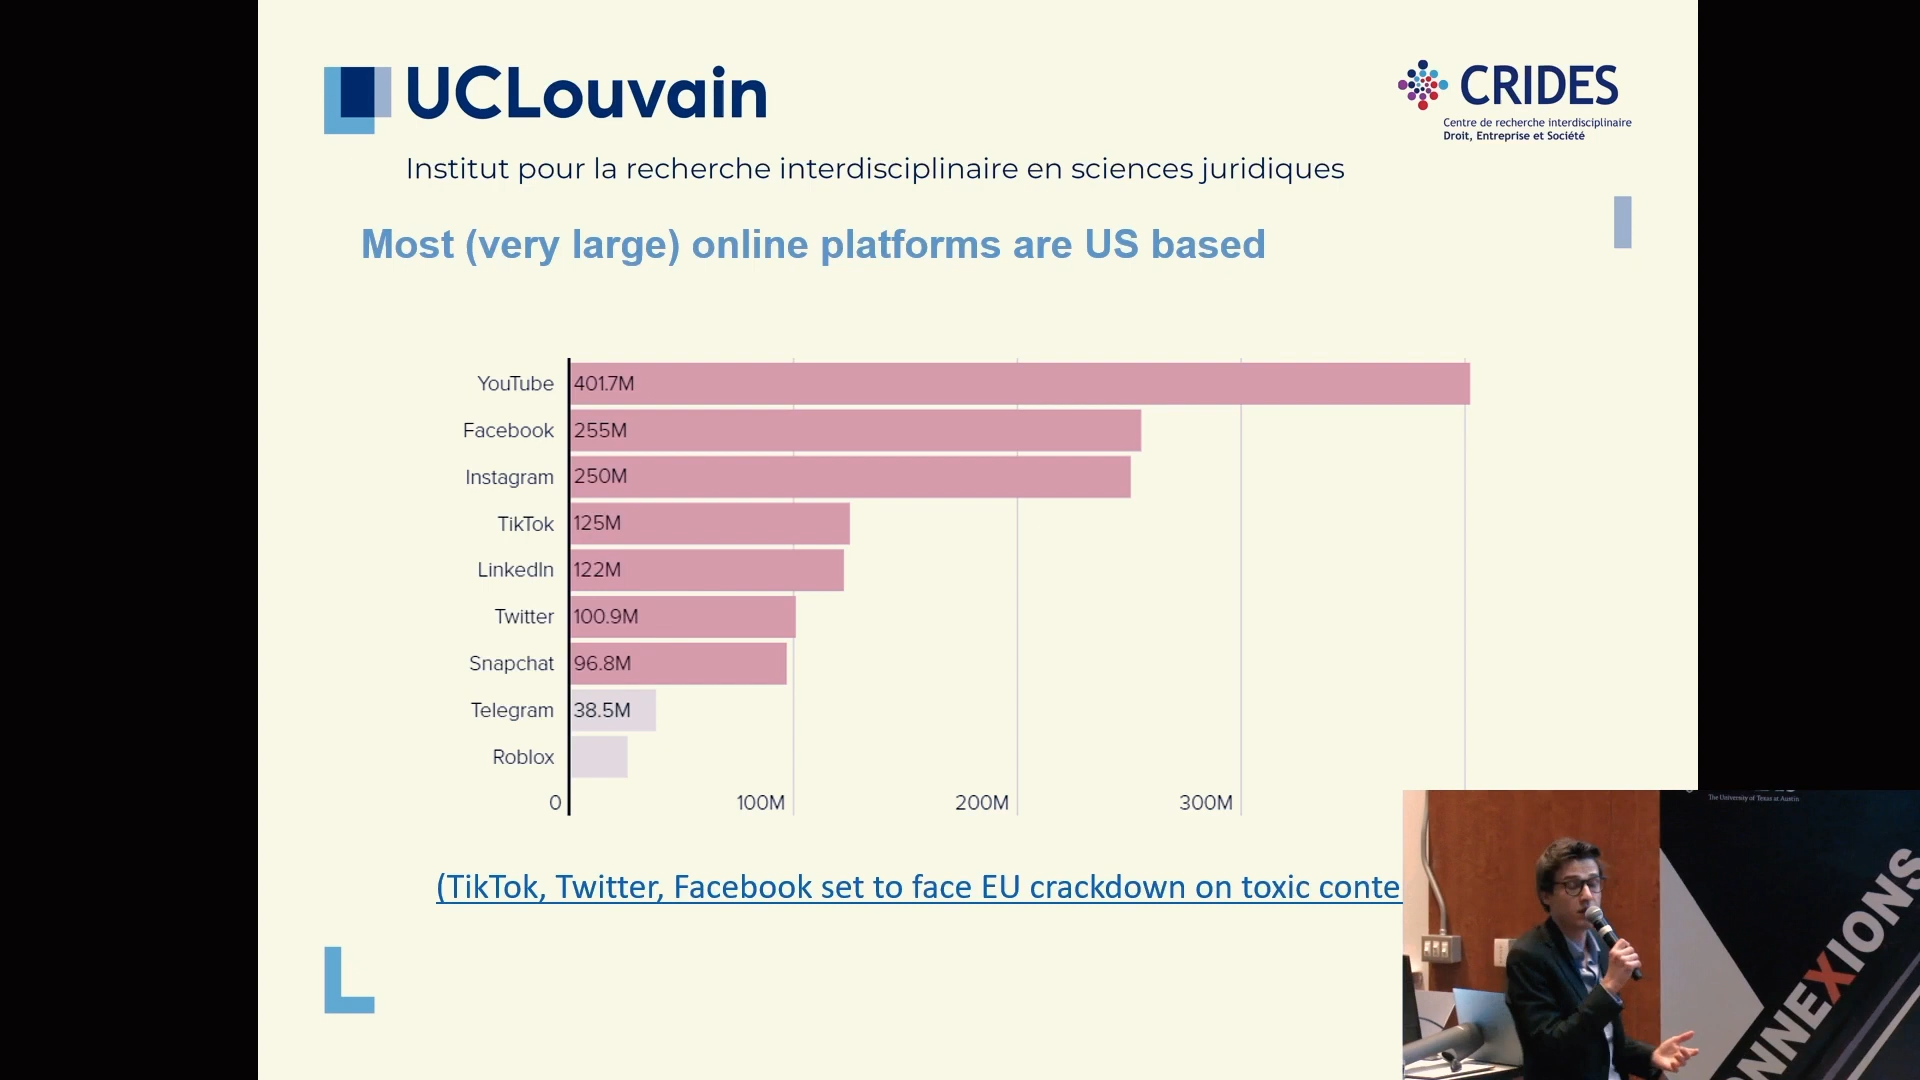 UCLouvain
CRIDES
Centre de recherche interdisciplinaire
Droit, Entreprise et Société
Institut pour la recherche interdisciplinaire en sciences juridiques
Most (very large) online platforms are US based
YouTube 401.7M
Facebook 255M
Instagram 250M
TikTok 125M
LinkedIn 122M
Twitter 100.9M
Snapchat 96.8M
Telegram 38.5M
Roblox
0 100M 200M 300M
The University of Texas at Austin
(TikTok, Twitter, Facebook set to face EU crackdown on toxic conte
NNEXIONS
L